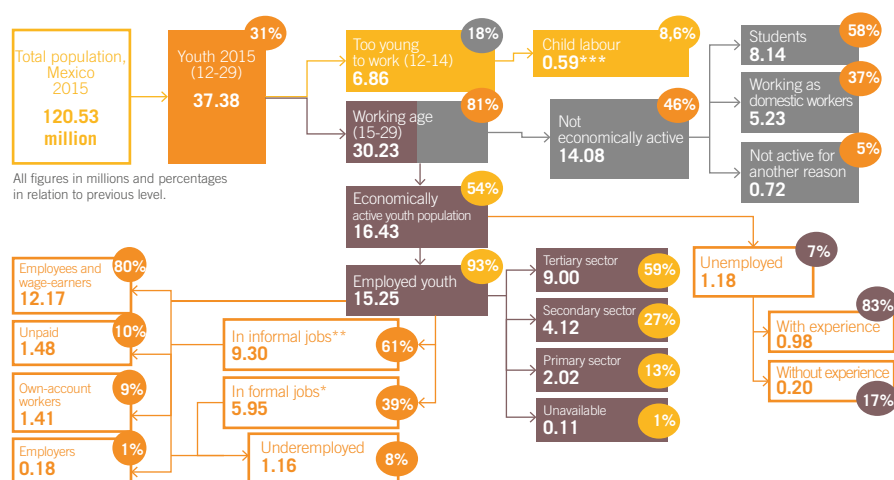 Total population,
Mexico
2015
120.53
million
All figures in millions and percentages
in relation to previous level.
31%
Youth 2015
(12-29)
37.38
18%
Too young
to work (12-14)
6.86
8,6%
Child labour
0.59***
81%
Working age
(15-29)
30.23
46%
Not
economically active
14.08
58%
Students
8.14
37%
Working as
domestic workers
5.23
5%
Not active for
another reason
0.72
54%
Economically
active youth population
16.43
93%
Employed youth
15.25
7%
Unemployed
1.18
83%
With experience
0.98
Without experience
0.20
17%
Tertiary sector
9.00
59%
Secondary sector
4.12
27%
Primary sector
2.02
13%
Unavailable
0.11
1%
Employees and
wage-earners
12.17
80%
Unpaid
1.48
10%
Own-account
workers
1.41
9%
Employers
0.18
1%
In informal jobs**
9.30
61%
In formal jobs*
5.95
39%
Underemployed
1.16
8%